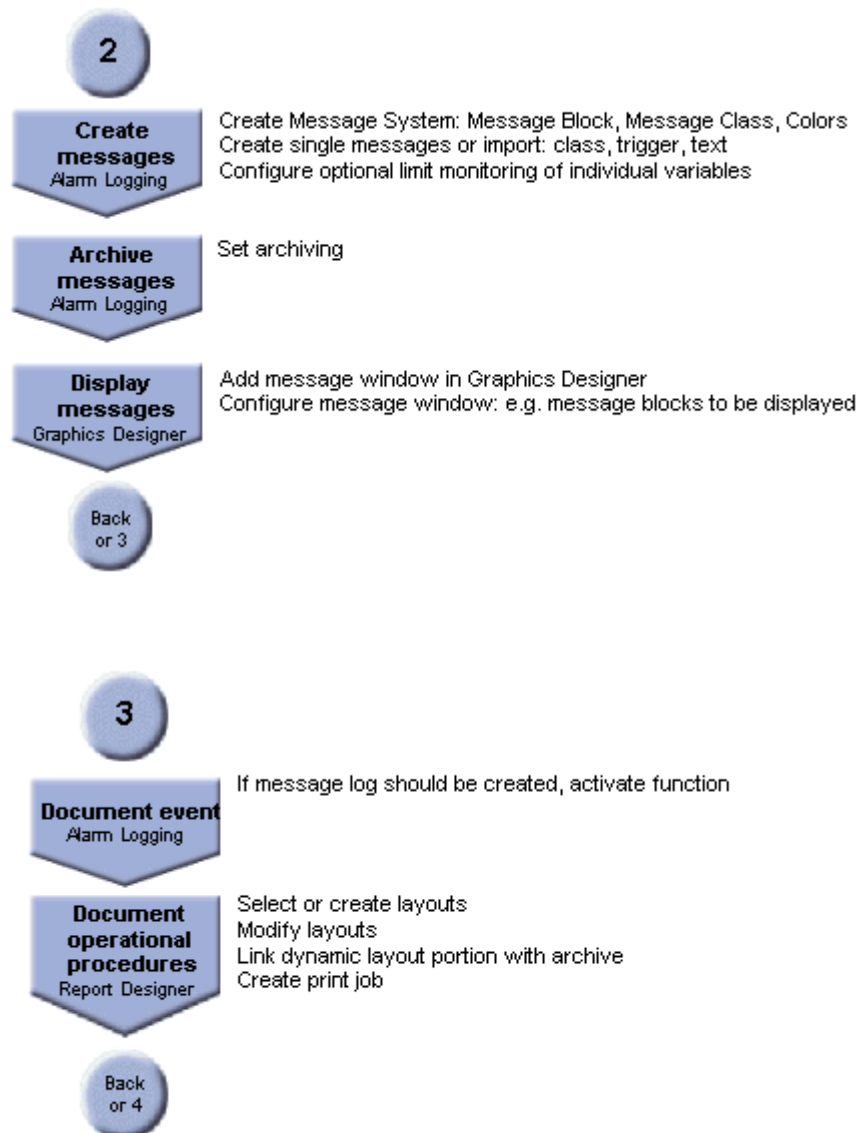 2
Create
messages
Alarm Logging
Create Message System: Message Block, Message Class, Colors
Create single messages or import: class, trigger, text
Configure optional limit monitoring of individual variables
Archive
messages
Alarm Logging
Set archiving
Display
messages
Graphics Designer
Add message window in Graphics Designer
Configure message window: e.g. message blocks to be displayed
Back
or 3
3
Document event
Alarm Logging
If message log should be created, activate function
Document
operational
procedures
Report Designer
Select or create layouts
Modify layouts
Link dynamic layout portion with archive
Create print job
Back
or 4